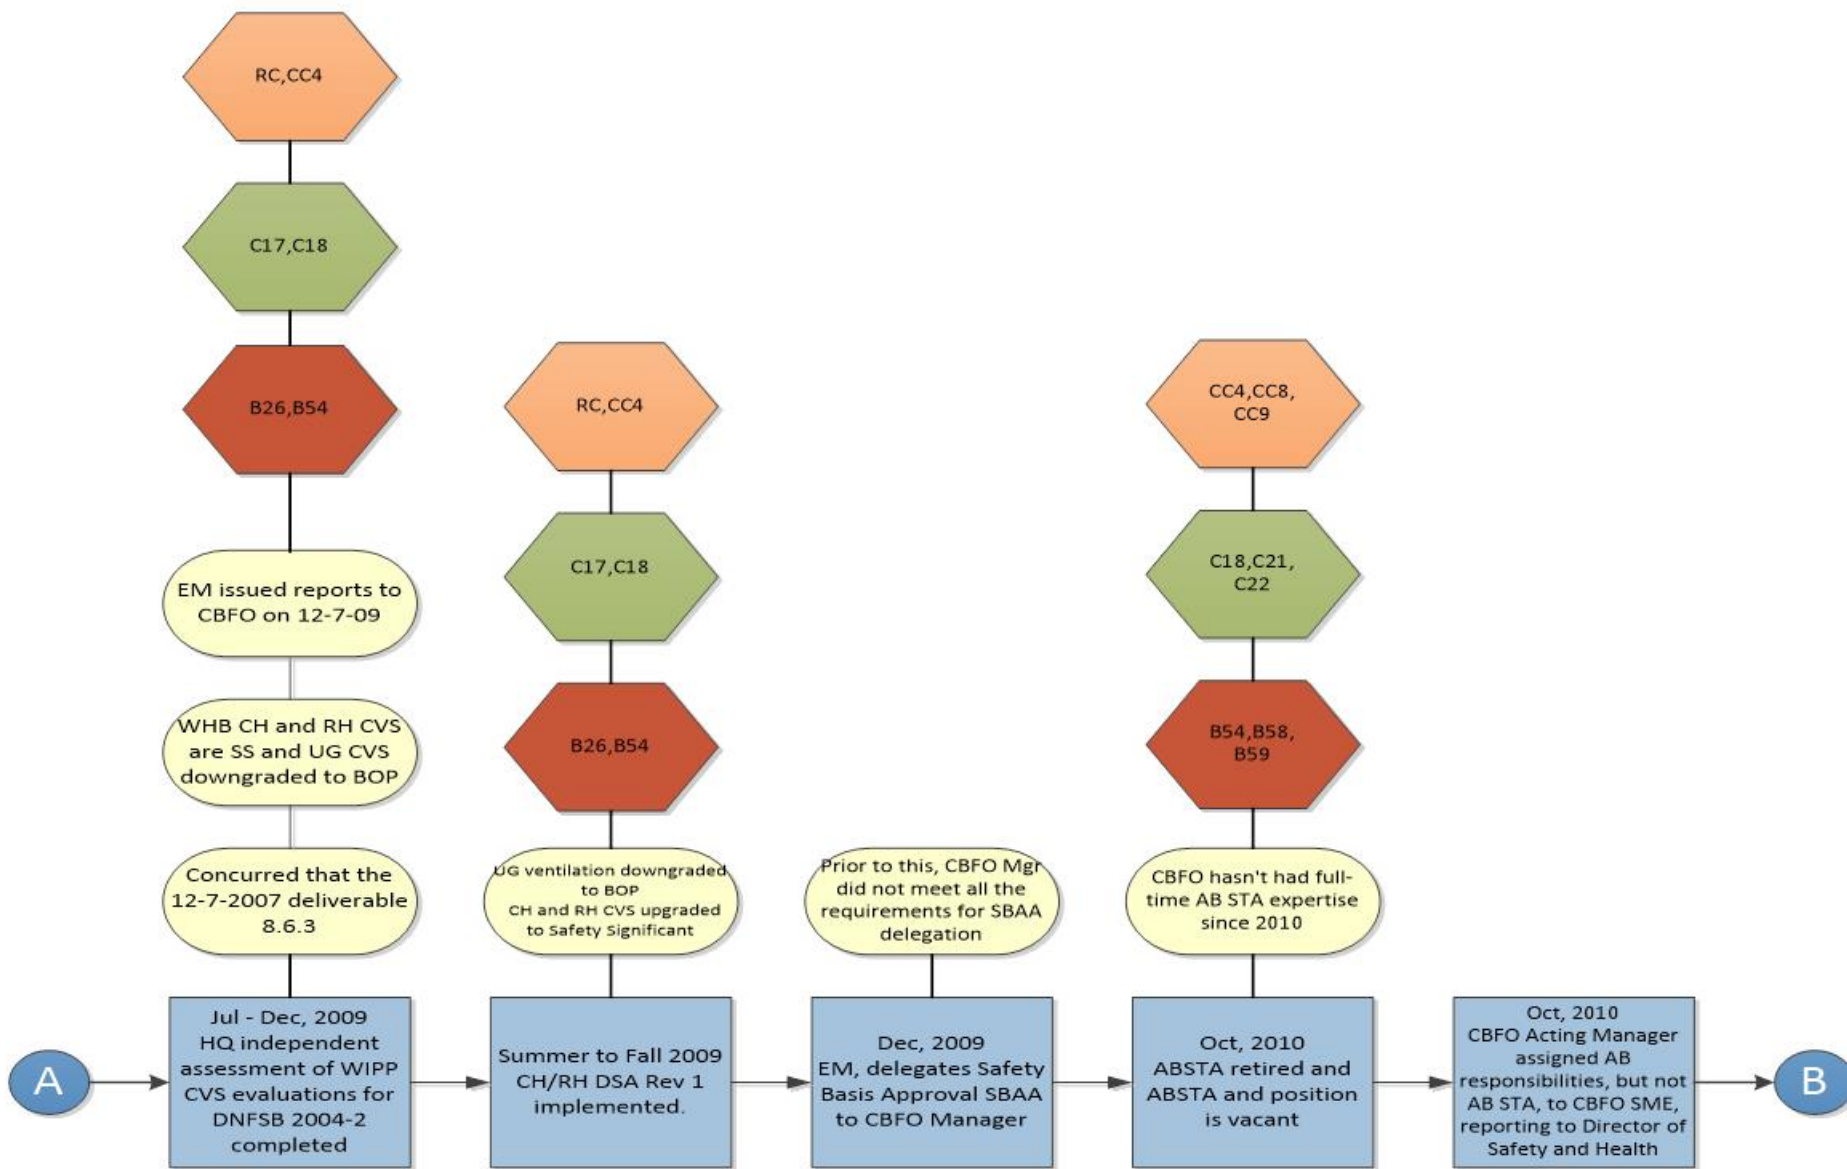 RC,CC4
C17,C18
B26,B54
EM issued reports to
CBFO on 12-7-09
WHB CH and RH CVS
are SS and UG CVS
downgraded to BOP
Concurred that the
12-7-2007 deliverable
8.6.3
Jul - Dec, 2009
HQ independent
assessment of WIPP
CVS evaluations for
DNFSB 2004-2
completed
RC,CC4
C17,C18
B26,B54
UG ventilation downgraded
to BOP
CH and RH CVS upgraded
to Safety Significant
Summer to Fall 2009
CH/RH DSA Rev 1
implemented.
Prior to this, CBFO Mgr
did not meet all the
requirements for SBAA
delegation
Dec, 2009
EM, delegates Safety
Basis Approval SBAA
to CBFO Manager
CC4,CC8,
CC9
C18,C21,
C22
B54,B58,
B59
CBFO hasn't had full-
time AB STA expertise
since 2010
Oct, 2010
ABSTA retired and
ABSTA and position
is vacant
Oct, 2010
CBFO Acting Manager
assigned AB
responsibilities, but not
AB STA, to CBFO SME,
reporting to Director of
Safety and Health
A
B